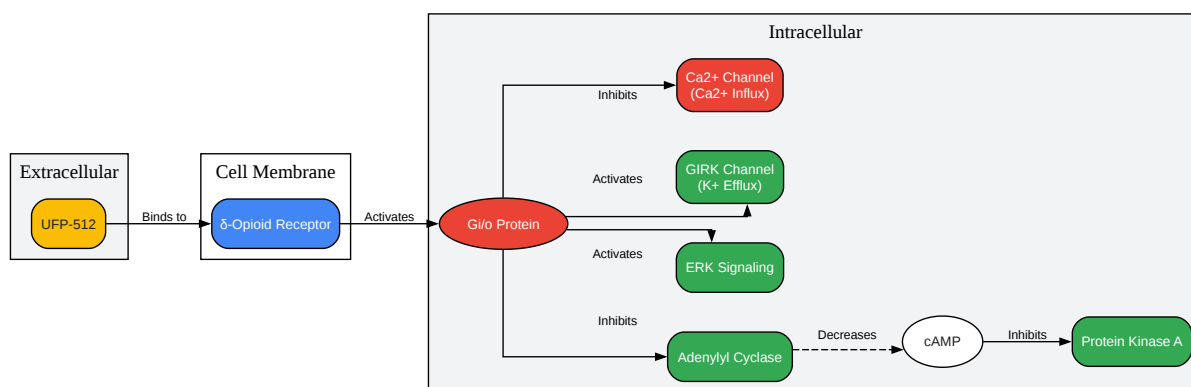 Intracellular
Ca2+ Channel
(Ca2+ Influx)
Inhibits
Extracellular
Cell Membrane
GIRK Channel
(K+ Efflux)
Activates
UFP-512
Binds to
δ-Opioid Receptor
Activates
Gi/o Protein
Activates
ERK Signaling
Inhibits
Adenylyl Cyclase
Decreases
cAMP
Inhibits
Protein Kinase A